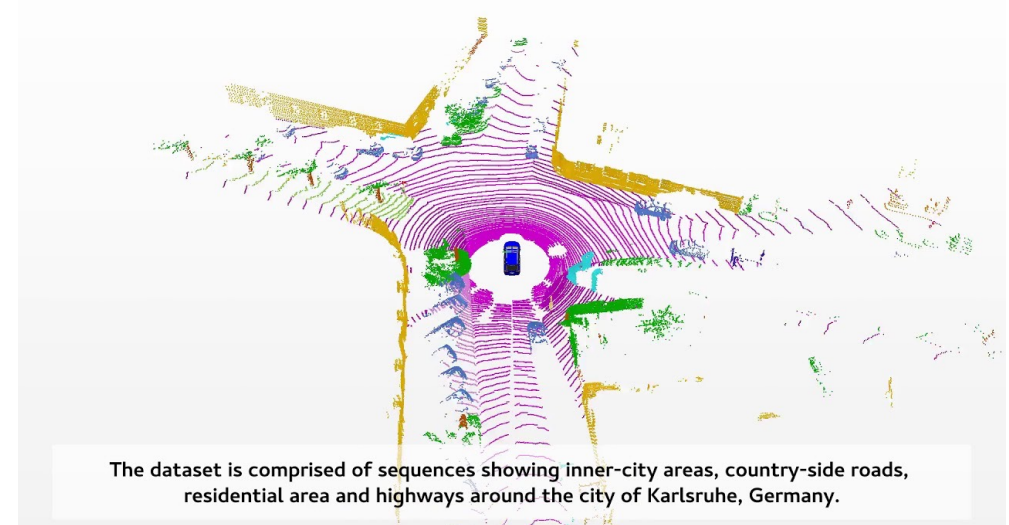 The dataset is comprised of sequences showing inner-city areas, country-side roads,
residential area and highways around the city of Karlsruhe, Germany.